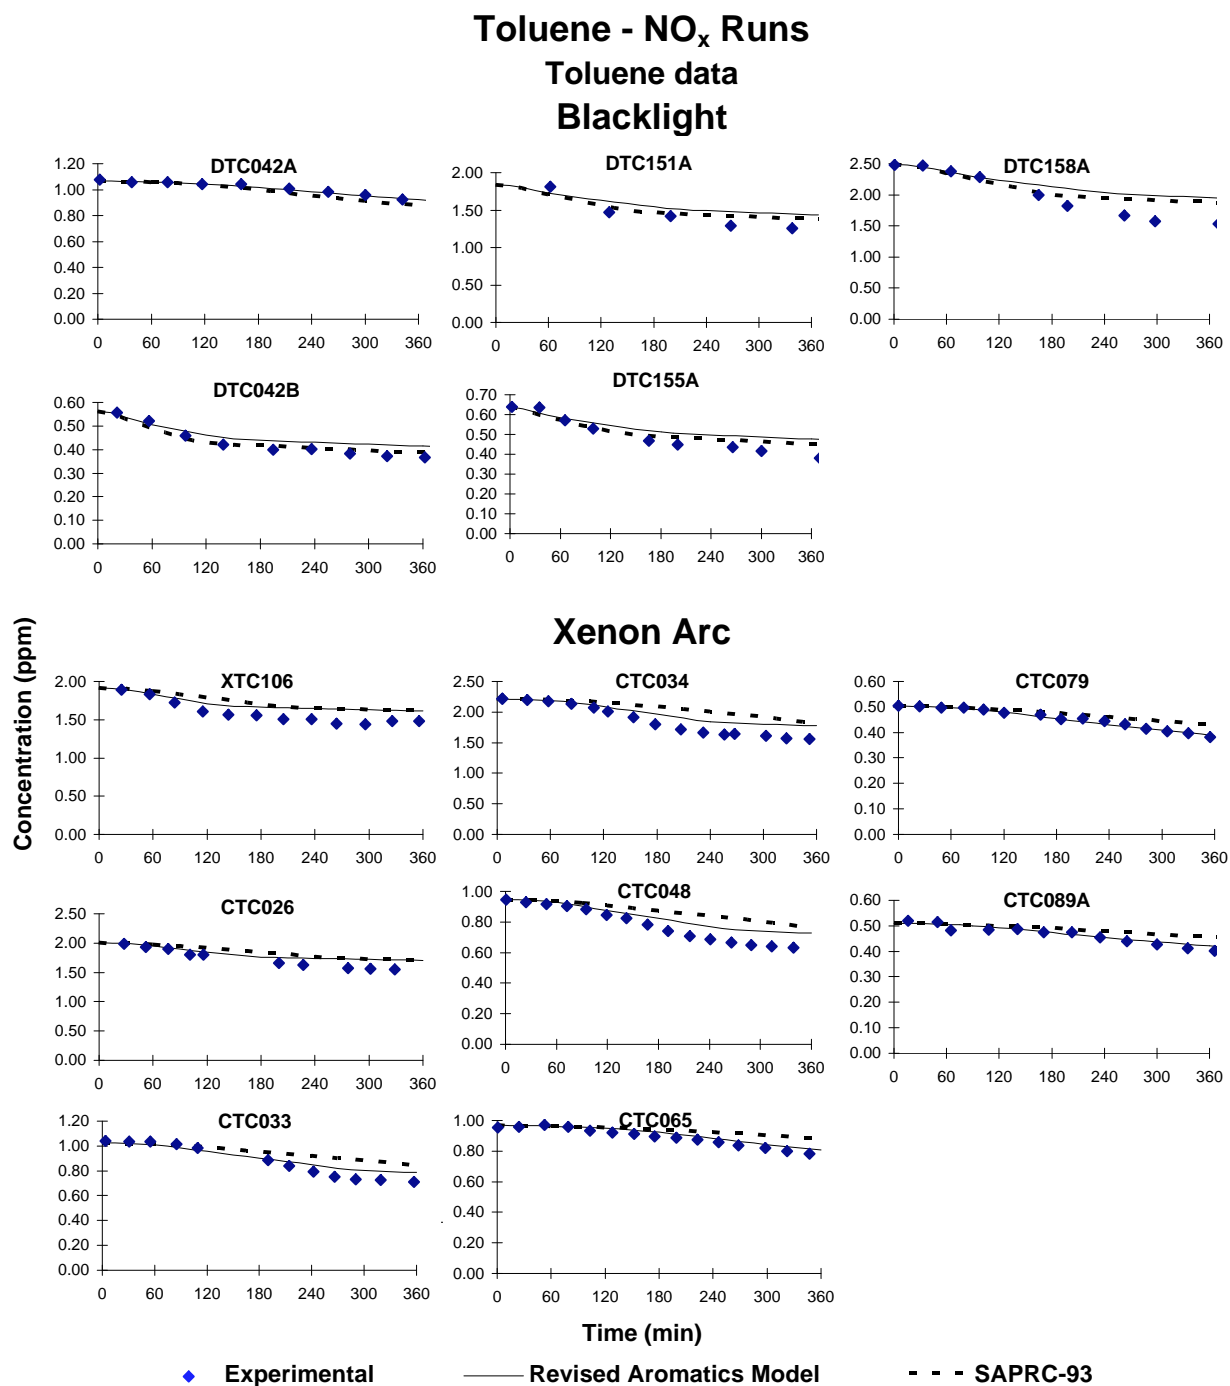 Toluene - NOx Runs
Toluene data
Blacklight
DTC042A
1.20
1.00
0.80
0.60
0.40
0.20
0.00
0 60 120 180 240 300 360
DTC151A
2.00
1.50
1.00
0.50
0.00
0 60 120 180 240 300 360
DTC158A
2.50
2.00
1.50
1.00
0.50
0.00
0 60 120 180 240 300 360
DTC042B
0.60
0.50
0.40
0.30
0.20
0.10
0.00
0 60 120 180 240 300 360
DTC155A
0.70
0.60
0.50
0.40
0.30
0.20
0.10
0.00
0 60 120 180 240 300 360
Concentration (ppm)
Xenon Arc
XTC106
2.00
1.50
1.00
0.50
0.00
0 60 120 180 240 300 360
CTC034
2.50
2.00
1.50
1.00
0.50
0.00
0 60 120 180 240 300 360
CTC079
0.60
0.50
0.40
0.30
0.20
0.10
0.00
0 60 120 180 240 300 360
CTC026
2.50
2.00
1.50
1.00
0.50
0.00
0 60 120 180 240 300 360
CTC048
1.00
0.80
0.60
0.40
0.20
0.00
0 60 120 180 240 300 360
CTC089A
0.60
0.50
0.40
0.30
0.20
0.10
0.00
0 60 120 180 240 300 360
CTC033
1.20
1.00
0.80
0.60
0.40
0.20
0.00
0 60 120 180 240 300 360
CTC065
1.00
0.80
0.60
0.40
0.20
0.00
0 60 120 180 240 300 360
Time (min)
Experimental Revised Aromatics Model SAPRC-93